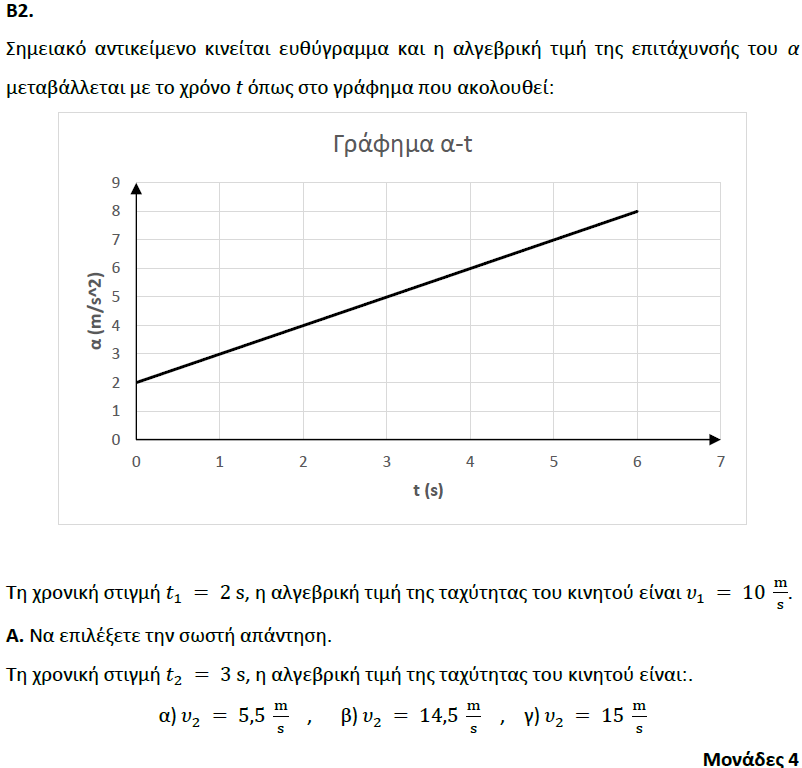 Β2.
Σημειακό αντικείμενο κινείται ευθύγραμμα και η αλγεβρική τιμή της επιτάχυνσής του α
μεταβάλλεται με το χρόνο t όπως στο γράφημα που ακολουθεί:
Γράφημα α-t
9
8
7
6
5
4
3
2
1
0
α (m/s^2)
0 1 2 3 4 5 6 7
t (s)
Τη χρονική στιγμή t₁ = 2 s, η αλγεβρική τιμή της ταχύτητας του κινητού είναι υ₁ = 10 m/s.
Α. Να επιλέξετε την σωστή απάντηση.
Τη χρονική στιγμή t₂ = 3 s, η αλγεβρική τιμή της ταχύτητας του κινητού είναι:.
α) υ₂ = 5,5 m/s , β) υ₂ = 14,5 m/s , γ) υ₂ = 15 m/s
Μονάδες 4